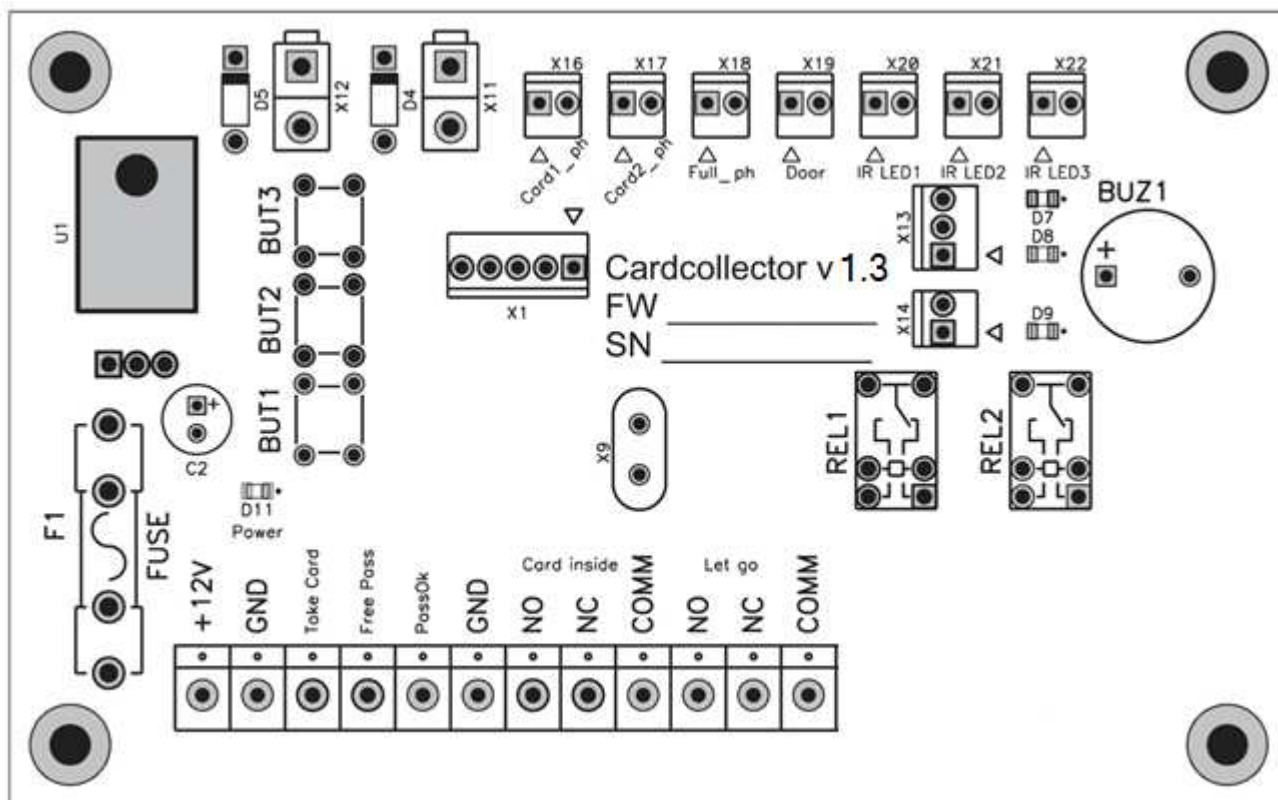 D5
X12
D4
X11
X16
X17
X18
X19
X20
X21
X22
Card1_ph
Card2_ph
Full_ph
Door
IR LED1
IR LED2
IR LED3
U1
BUT3
BUT2
BUT1
X1
Cardcollector v 1.3
FW
SN
X13
X14
D7
D8
D9
BUZ1
+
C2
+
D11
Power
X9
REL1
REL2
F1
FUSE
+12V
GND
Take Card
Free Pass
PassOk
GND
Card inside
NO
NC
COMM
Let go
NO
NC
COMM